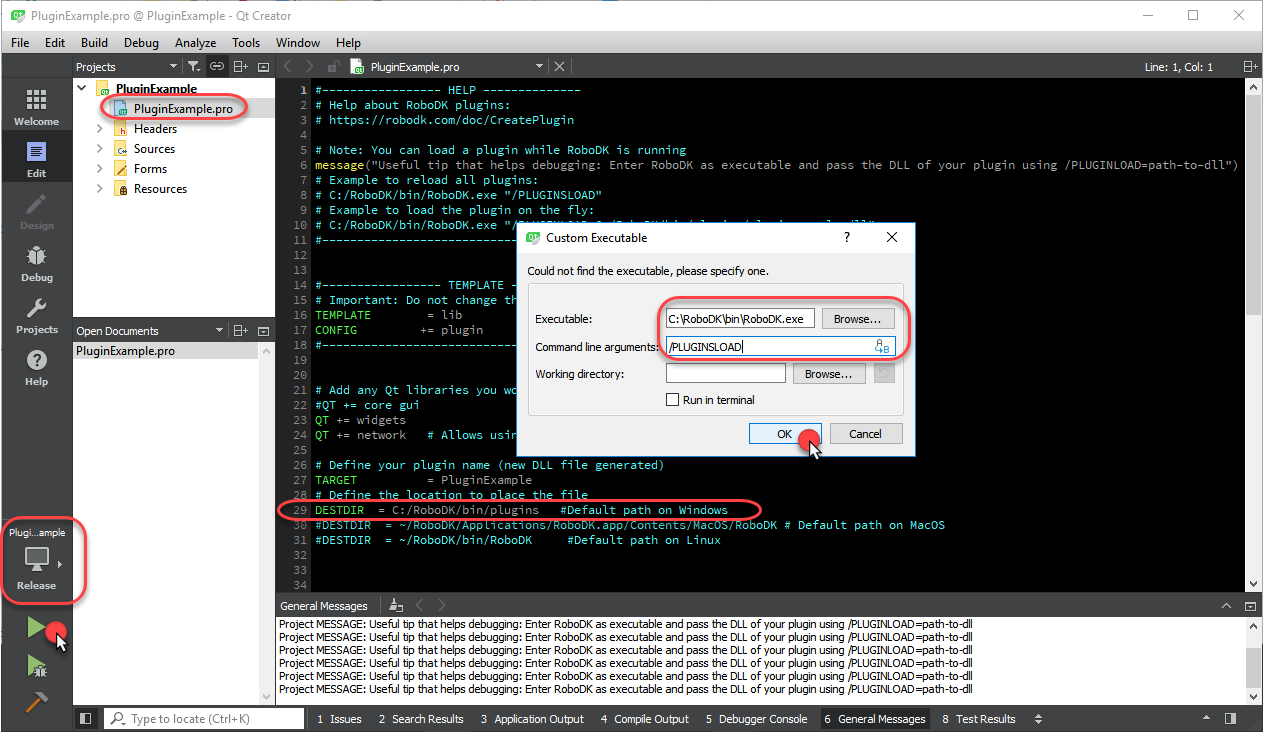 PluginExample.pro @ PluginExample - Qt Creator
File Edit Build Debug Analyze Tools Window Help
Projects
PluginExample.pro
Line: 1, Col: 1
Welcome
Edit
Design
Debug
Projects
Help
PluginExample
PluginExample.pro
Headers
Sources
Forms
Resources
Open Documents
PluginExample.pro
1 #----------------- HELP --------------
2 # Help about RoboDK plugins:
3 # https://robodk.com/doc/CreatePlugin
4
5 # Note: You can load a plugin while RoboDK is running
6 message("Useful tip that helps debugging: Enter RoboDK as executable and pass the DLL of your plugin using /PLUGINLOAD=path-to-dll")
7 # Example to reload all plugins:
8 # C:/RoboDK/bin/RoboDK.exe "/PLUGINSLOAD"
9 # Example to load the plugin on the fly:
10 # C:/RoboDK/bin/RoboDK.exe
11 #-----------------------------
12
13
14 #----------------- TEMPLATE -
15 # Important: Do not change th
16 TEMPLATE = lib
17 CONFIG += plugin
18 #-----------------------------
19
20
21 # Add any Qt libraries you wo
22 #QT += core gui
23 QT += widgets
24 QT += network # Allows usin
25
26 # Define your plugin name (new DLL file generated)
27 TARGET = PluginExample
28 # Define the location to place the file
29 DESTDIR = C:/RoboDK/bin/plugins #Default path on Windows
30 #DESTDIR = ~/RoboDK/Applications/RoboDK.app/Contents/MacOS/RoboDK # Default path on MacOS
31 #DESTDIR = ~/RoboDK/bin/RoboDK #Default path on Linux
32
33
34
Custom Executable
?
Could not find the executable, please specify one.
Executable: C:\RoboDK\bin\RoboDK.exe Browse...
Command line arguments: /PLUGINSLOAD
Working directory: Browse...
Run in terminal
OK Cancel
Plugi...ample
Release
General Messages
Project MESSAGE: Useful tip that helps debugging: Enter RoboDK as executable and pass the DLL of your plugin using /PLUGINLOAD=path-to-dll
Project MESSAGE: Useful tip that helps debugging: Enter RoboDK as executable and pass the DLL of your plugin using /PLUGINLOAD=path-to-dll
Project MESSAGE: Useful tip that helps debugging: Enter RoboDK as executable and pass the DLL of your plugin using /PLUGINLOAD=path-to-dll
Project MESSAGE: Useful tip that helps debugging: Enter RoboDK as executable and pass the DLL of your plugin using /PLUGINLOAD=path-to-dll
Project MESSAGE: Useful tip that helps debugging: Enter RoboDK as executable and pass the DLL of your plugin using /PLUGINLOAD=path-to-dll
Project MESSAGE: Useful tip that helps debugging: Enter RoboDK as executable and pass the DLL of your plugin using /PLUGINLOAD=path-to-dll
Type to locate (Ctrl+K) 1 Issues 2 Search Results 3 Application Output 4 Compile Output 5 Debugger Console 6 General Messages 8 Test Results